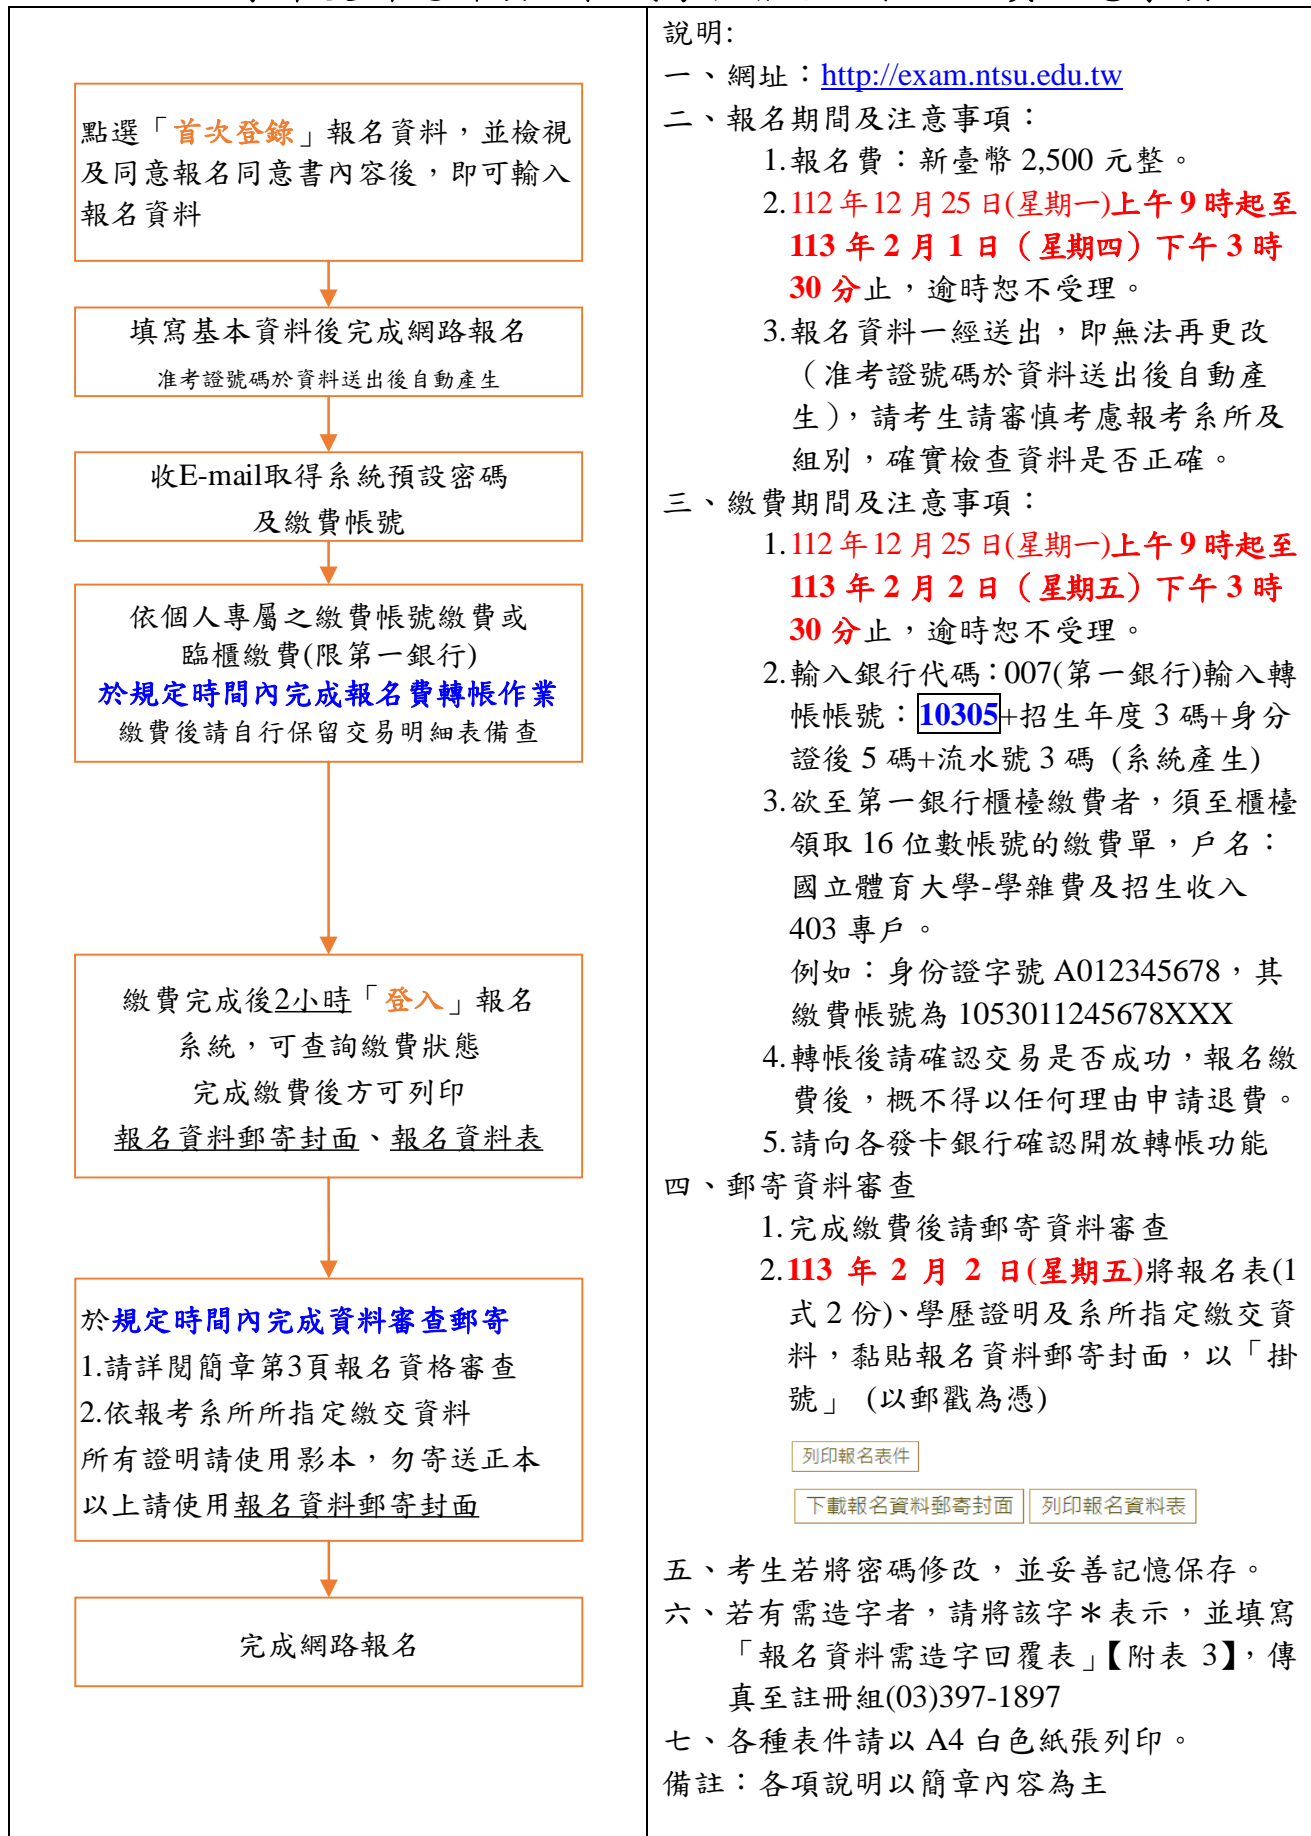 點選「首次登錄」報名資料，並檢視
及同意報名同意書內容後，即可輸入
報名資料
填寫基本資料後完成網路報名
准考證號碼於資料送出後自動產生
收E-mail取得系統預設密碼
及繳費帳號
依個人專屬之繳費帳號繳費或
臨櫃繳費(限第一銀行)
於規定時間內完成報名費轉帳作業
繳費後請自行保留交易明細表備查
繳費完成後2小時「登入」報名
系統，可查詢繳費狀態
完成繳費後方可列印
報名資料郵寄封面、報名資料表
於規定時間內完成資料審查郵寄
1.請詳閱簡章第3頁報名資格審查
2.依報考系所所指定繳交資料
所有證明請使用影本，勿寄送正本
以上請使用報名資料郵寄封面
完成網路報名
說明:
一、網址：http://exam.ntsu.edu.tw
二、報名期間及注意事項：
1.報名費：新臺幣 2,500 元整。
2.112 年 12 月 25 日(星期一)上午 9 時起至
113 年 2 月 1 日（星期四）下午 3 時
30 分止，逾時恕不受理。
3.報名資料一經送出，即無法再更改
（准考證號碼於資料送出後自動產
生），請考生請審慎考慮報考系所及
組別，確實檢查資料是否正確。
三、繳費期間及注意事項：
1.112 年 12 月 25 日(星期一)上午 9 時起至
113 年 2 月 2 日（星期五）下午 3 時
30 分止，逾時恕不受理。
2.輸入銀行代碼：007(第一銀行)輸入轉
帳帳號：10305+招生年度 3 碼+身分
證後 5 碼+流水號 3 碼 (系統產生)
3.欲至第一銀行櫃檯繳費者，須至櫃檯
領取 16 位數帳號的繳費單，戶名：
國立體育大學-學雜費及招生收入
403 專戶。
例如：身份證字號 A012345678，其
繳費帳號為 1053011245678XXX
4.轉帳後請確認交易是否成功，報名繳
費後，概不得以任何理由申請退費。
5.請向各發卡銀行確認開放轉帳功能
四、郵寄資料審查
1.完成繳費後請郵寄資料審查
2.113 年 2 月 2 日(星期五)將報名表(1
式 2 份)、學歷證明及系所指定繳交資
料，黏貼報名資料郵寄封面，以「掛
號」 (以郵戳為憑)
列印報名表件
下載報名資料郵寄封面 列印報名資料表
五、考生若將密碼修改，並妥善記憶保存。
六、若有需造字者，請將該字＊表示，並填寫
「報名資料需造字回覆表」【附表 3】，傳
真至註冊組(03)397-1897
七、各種表件請以 A4 白色紙張列印。
備註：各項說明以簡章內容為主